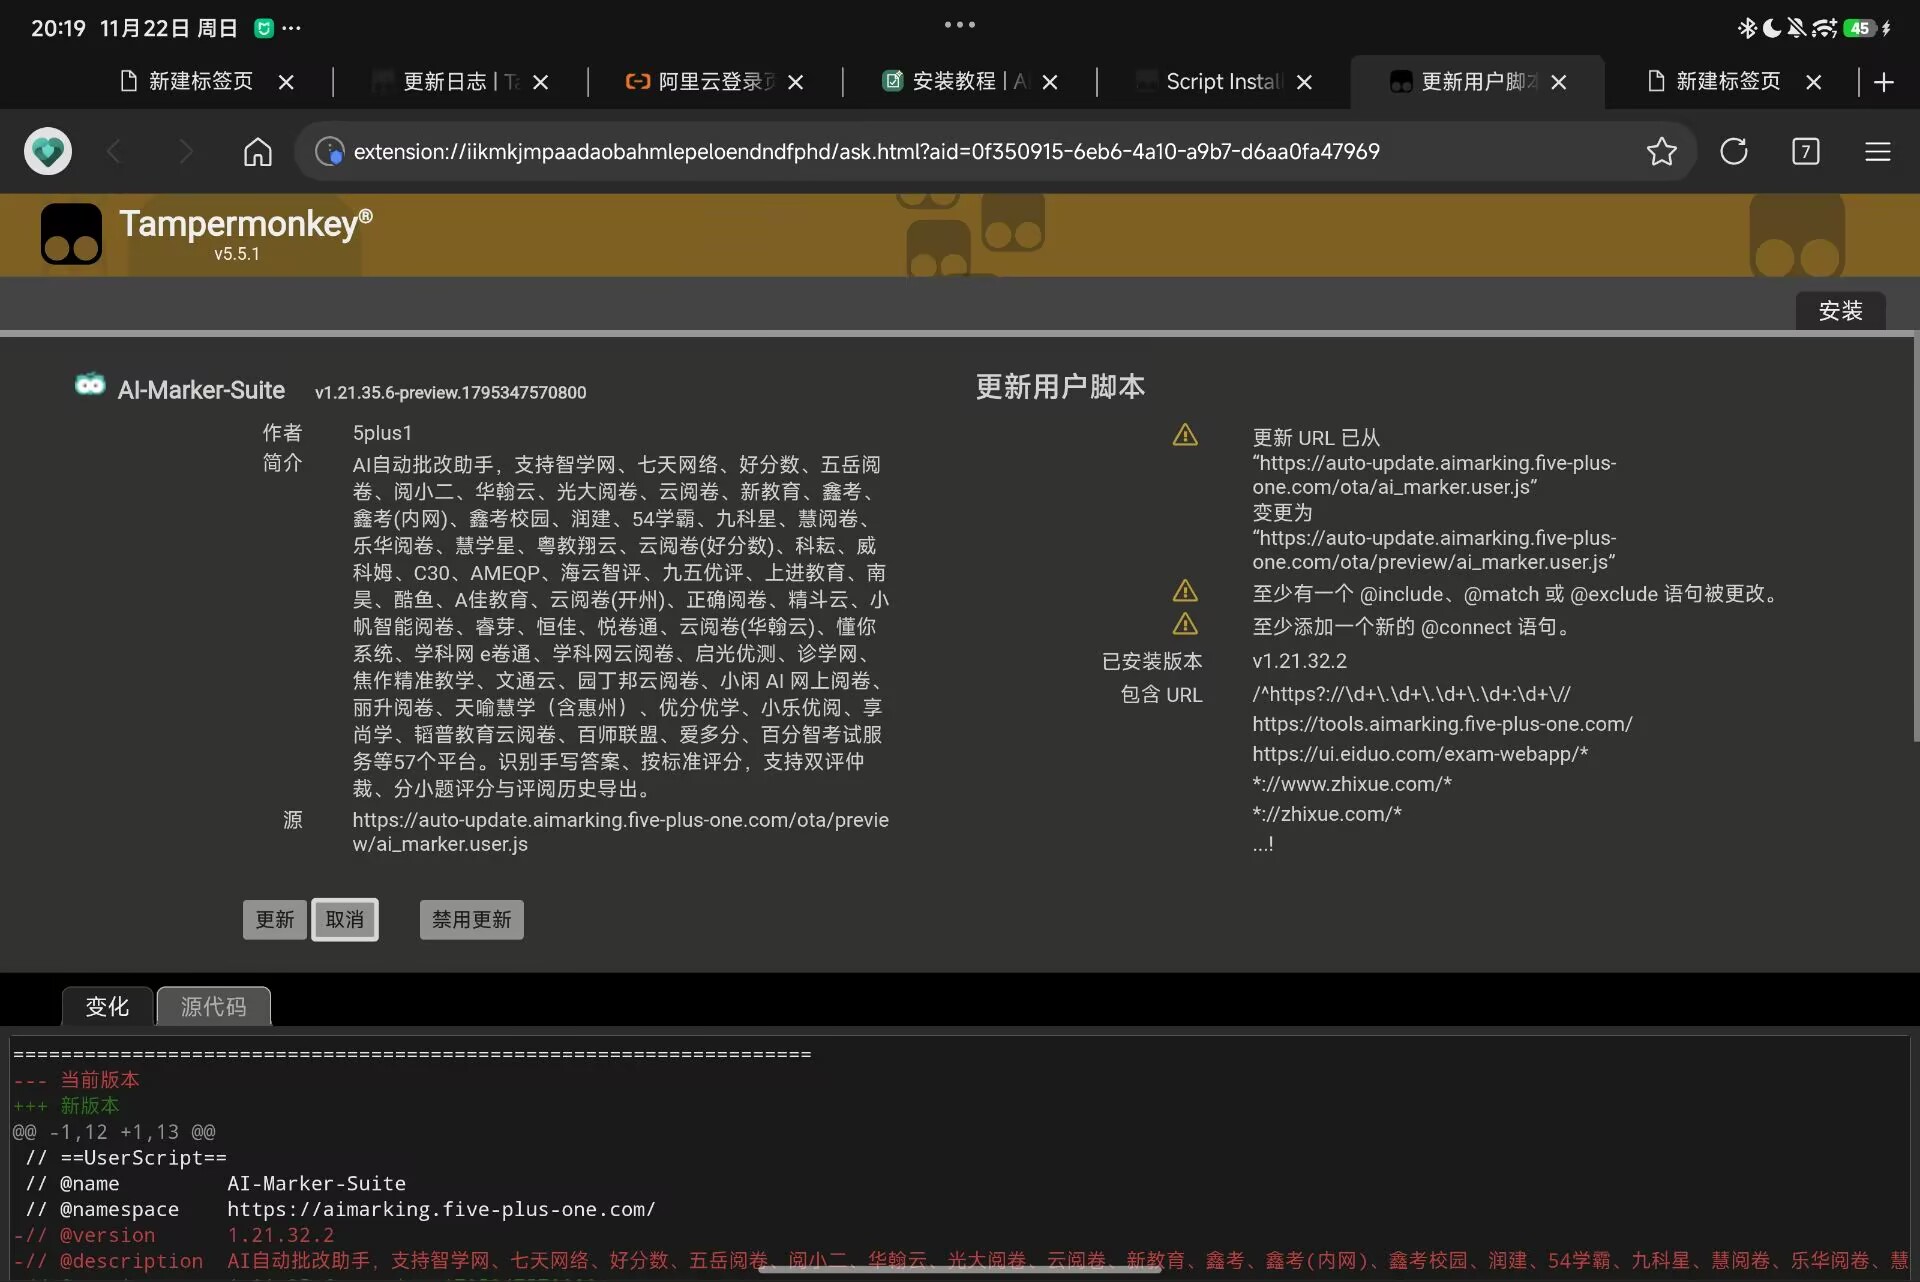 20:19 11月22日 周日
45
新建标签页
更新日志 | Ta
阿里云登录页
安装教程 | AI
Script Instal
更新用户脚本
新建标签页
extension://iikmkjmpaadaobahmlepeloendndfphd/ask.html?aid=0f350915-6eb6-4a10-a9b7-d6aa0fa47969
7
Tampermonkey®
v5.5.1
安装
AI-Marker-Suite v1.21.35.6-preview.1795347570800
作者 5plus1
简介 AI自动批改助手，支持智学网、七天网络、好分数、五岳阅
卷、阅小二、华翰云、光大阅卷、云阅卷、新教育、鑫考、
鑫考(内网)、鑫考校园、润建、54学霸、九科星、慧阅卷、
乐华阅卷、慧学星、粤教翔云、云阅卷(好分数)、科耘、威
科姆、C30、AMEQP、海云智评、九五优评、上进教育、南
昊、酷鱼、A佳教育、云阅卷(开州)、正确阅卷、精斗云、小
帆智能阅卷、睿芽、恒佳、悦卷通、云阅卷(华翰云)、懂你
系统、学科网 e卷通、学科网云阅卷、启光优测、诊学网、
焦作精准教学、文通云、园丁邦云阅卷、小闲 AI 网上阅卷、
丽升阅卷、天喻慧学（含惠州）、优分优学、小乐优阅、享
尚学、韬普教育云阅卷、百师联盟、爱多分、百分智考试服
务等57个平台。识别手写答案、按标准评分，支持双评仲
裁、分小题评分与评阅历史导出。
源 https://auto-update.aimarking.five-plus-one.com/ota/previe
w/ai_marker.user.js
更新用户脚本
更新 URL 已从
“https://auto-update.aimarking.five-plus-
one.com/ota/ai_marker.user.js”
变更为
“https://auto-update.aimarking.five-plus-
one.com/ota/preview/ai_marker.user.js”
至少有一个 @include、@match 或 @exclude 语句被更改。
至少添加一个新的 @connect 语句。
已安装版本 v1.21.32.2
包含 URL /^https?://\d+\.\d+\.\d+\.\d+:\d+\//
https://tools.aimarking.five-plus-one.com/
https://ui.eiduo.com/exam-webapp/*
*://www.zhixue.com/*
*://zhixue.com/*
...!
更新 取消 禁用更新
变化 源代码
===================================================================
--- 当前版本
+++ 新版本
@@ -1,12 +1,13 @@
// ==UserScript==
// @name AI-Marker-Suite
// @namespace https://aimarking.five-plus-one.com/
-// @version 1.21.32.2
-// @description AI自动批改助手，支持智学网、七天网络、好分数、五岳阅卷、阅小二、华翰云、光大阅卷、云阅卷、新教育、鑫考、鑫考(内网)、鑫考校园、润建、54学霸、九科星、慧阅卷、乐华阅卷、慧